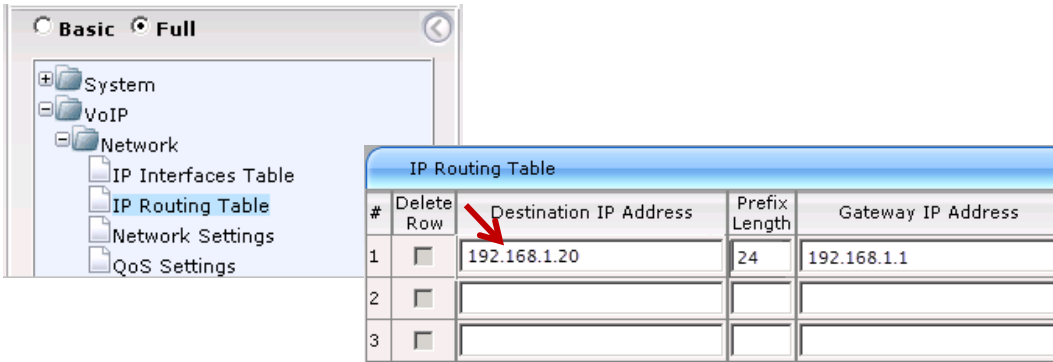 Basic Full
System
VoIP
Network
IP Interfaces Table
IP Routing Table
Network Settings
QoS Settings
IP Routing Table
# Delete Row Destination IP Address Prefix Length Gateway IP Address
1 192.168.1.20 24 192.168.1.1
2
3